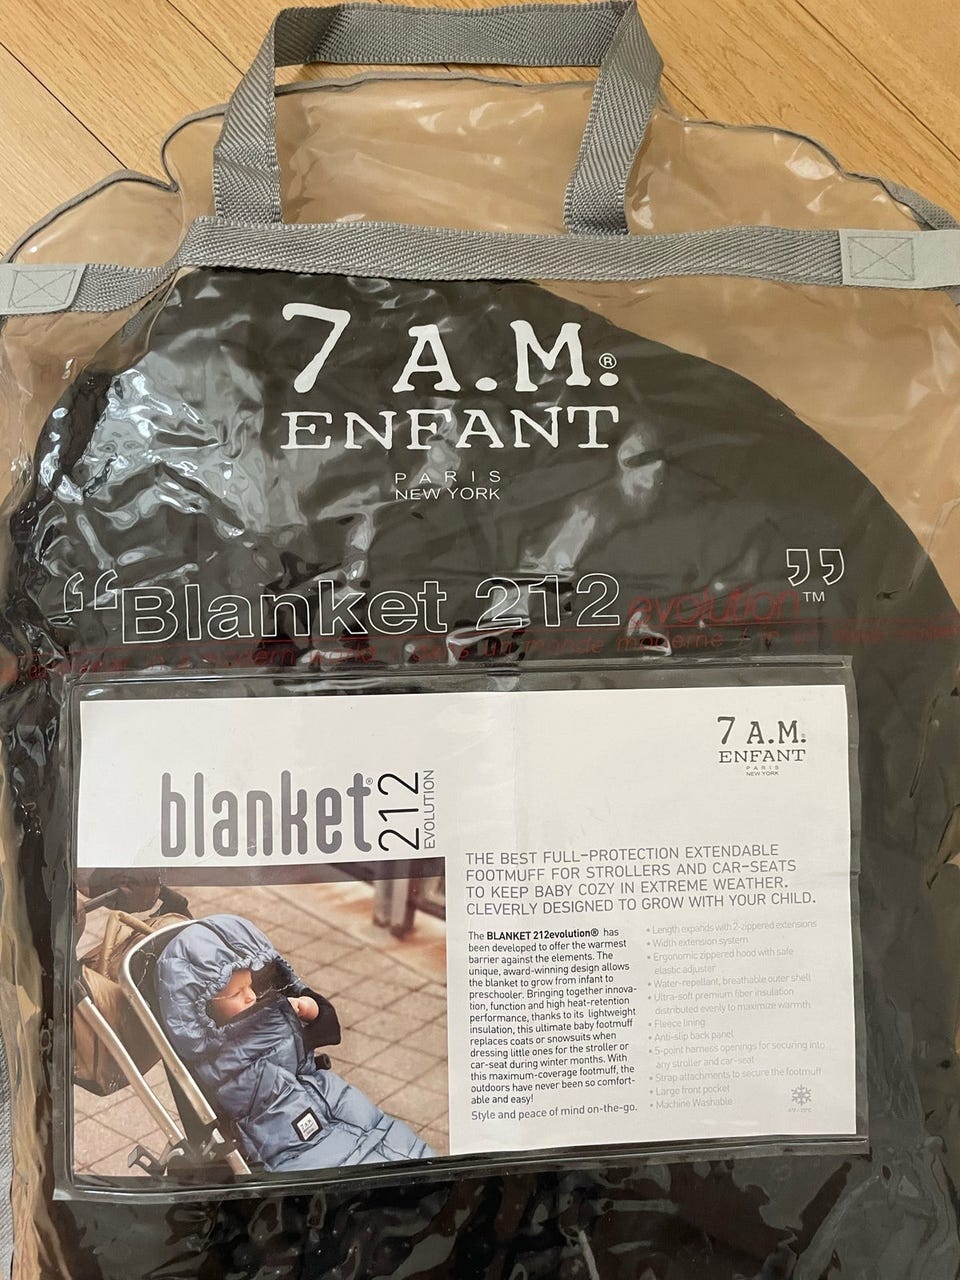 7 A.M.®
ENFANT
PARIS
NEW YORK
“Blanket 212 evolution”™
modern
un monde moderne
7 A.M.
ENFANT
PARIS
NEW YORK
blanket®
212
EVOLUTION
THE BEST FULL-PROTECTION EXTENDABLE
FOOTMUFF FOR STROLLERS AND CAR-SEATS
TO KEEP BABY COZY IN EXTREME WEATHER.
CLEVERLY DESIGNED TO GROW WITH YOUR CHILD.
The BLANKET 212evolution® has
been developed to offer the warmest
barrier against the elements. The
unique, award-winning design allows
the blanket to grow from infant to
preschooler. Bringing together innova-
tion, function and high heat-retention
performance, thanks to its lightweight
insulation, this ultimate baby footmuff
replaces coats or snowsuits when
dressing little ones for the stroller or
car-seat during winter months. With
this maximum-coverage footmuff, the
outdoors have never been so comfort-
able and easy!
Style and peace of mind on-the-go.
• Length expands with 2-zippered extensions
• Width extension system
• Ergonomic zippered hood with safe
elastic adjuster
• Water-repellant, breathable outer shell
• Ultra-soft premium fiber insulation
distributed evenly to maximize warmth
• Fleece lining
• Anti-slip back panel
• 5-point harness openings for securing into
any stroller and car-seat
• Strap attachments to secure the footmuff
• Large front pocket
• Machine Washable
7 A.M.